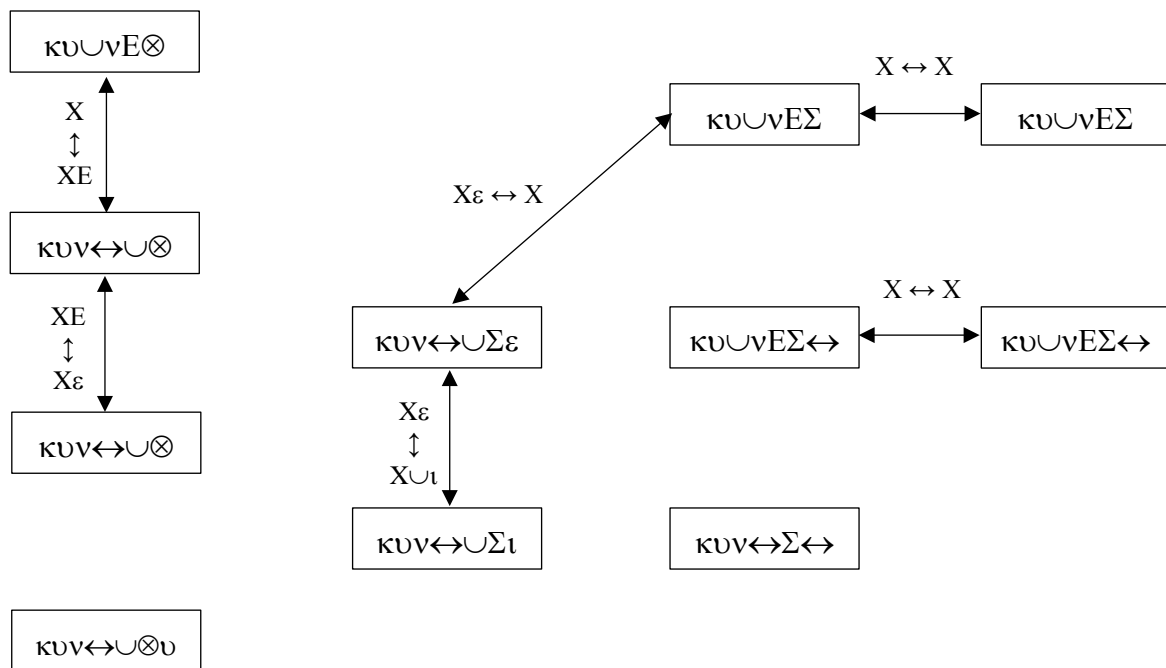 κυ∪νΕ⊗
Χ
↕
ΧΕ
κυν↔∪⊗
ΧΕ
↕
Χε
κυν↔∪⊗
κυν↔∪⊗υ
Χε ↔ Χ
κυν↔∪Σε
Χε
↕
Χ∪ι
κυν↔∪Σι
κυ∪νΕΣ
Χ ↔ Χ
κυ∪νΕΣ
κυ∪νΕΣ↔
Χ ↔ Χ
κυ∪νΕΣ↔
κυν↔Σ↔